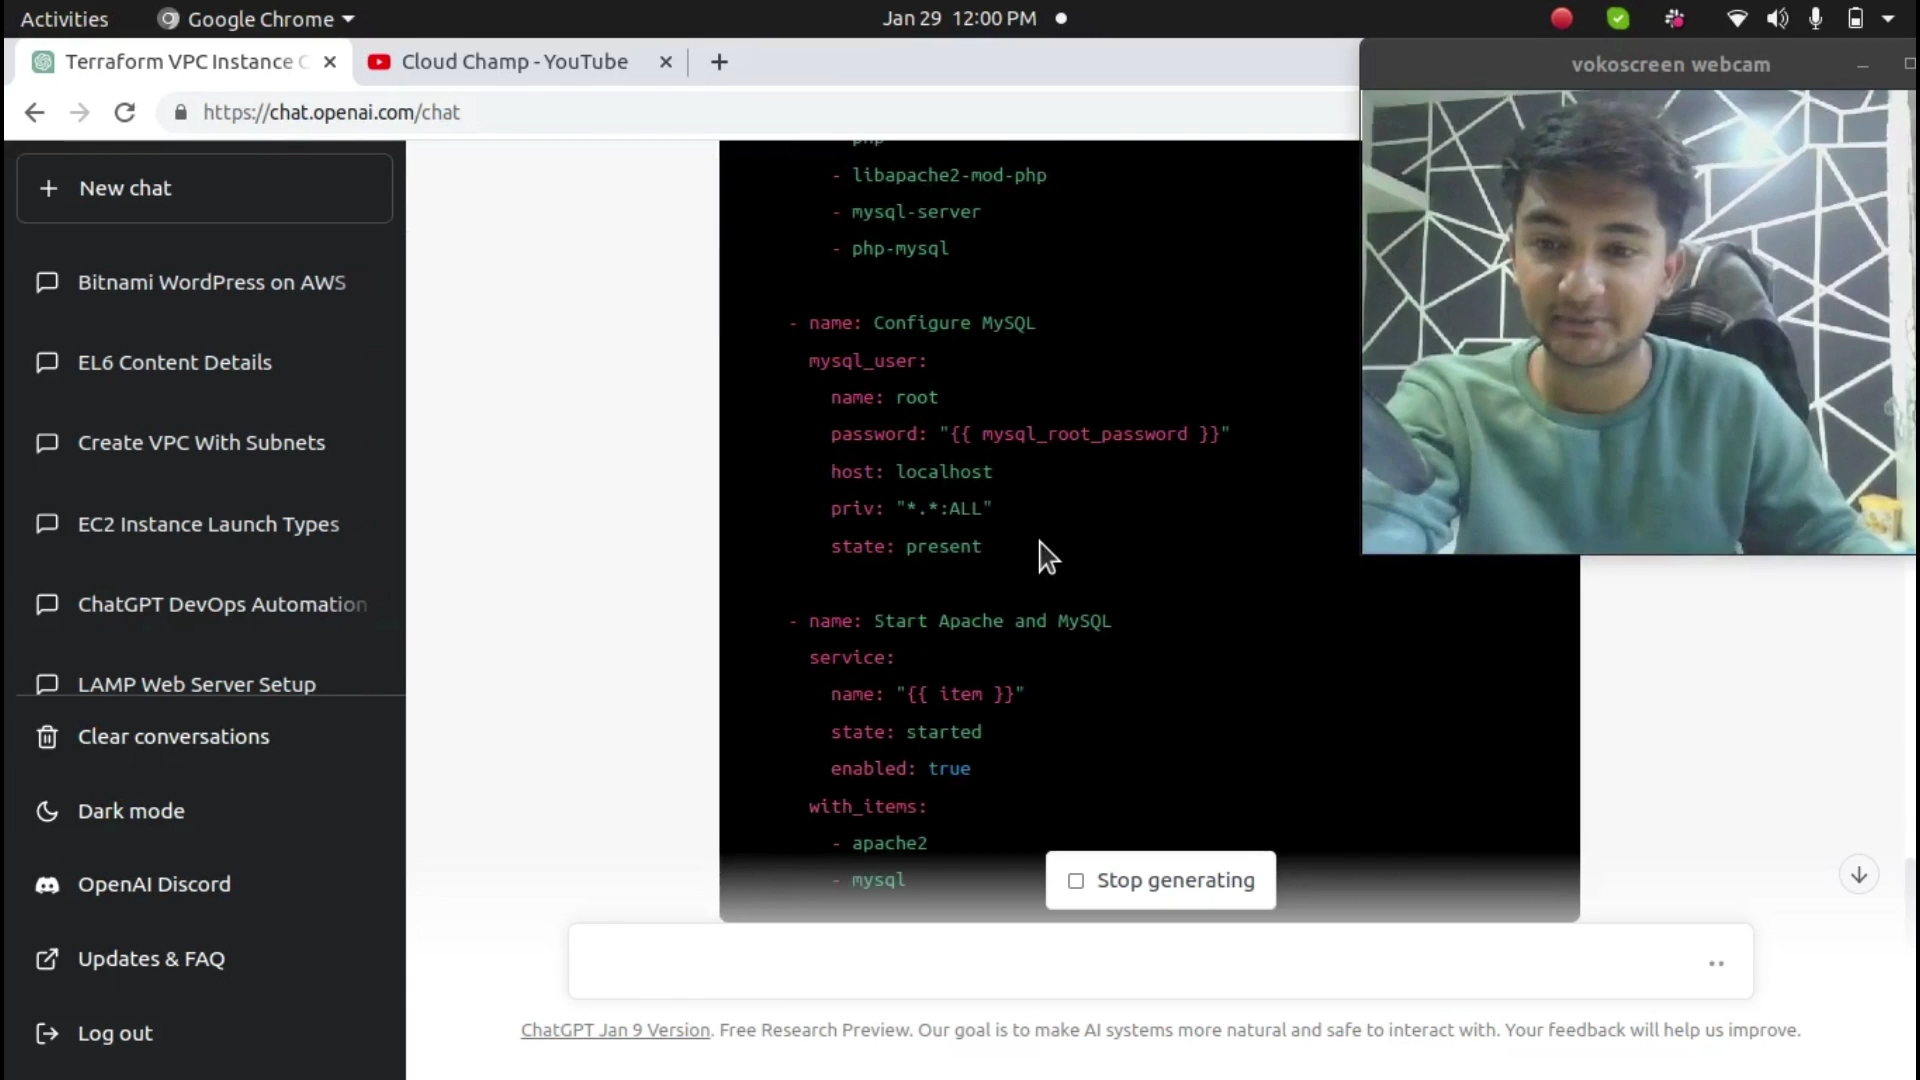 Activities
Google Chrome
Jan 29 12:00 PM
Terraform VPC Instance C
Cloud Champ - YouTube
vokoscreen webcam
https://chat.openai.com/chat
New chat
Bitnami WordPress on AWS
EL6 Content Details
Create VPC With Subnets
EC2 Instance Launch Types
ChatGPT DevOps Automation
LAMP Web Server Setup
Clear conversations
Dark mode
OpenAI Discord
Updates & FAQ
Log out
php
- libapache2-mod-php
- mysql-server
- php-mysql
- name: Configure MySQL
mysql_user:
name: root
password: "{{ mysql_root_password }}"
host: localhost
priv: "*.*:ALL"
state: present
- name: Start Apache and MySQL
service:
name: "{{ item }}"
state: started
enabled: true
with_items:
- apache2
- mysql
Stop generating
ChatGPT Jan 9 Version. Free Research Preview. Our goal is to make AI systems more natural and safe to interact with. Your feedback will help us improve.